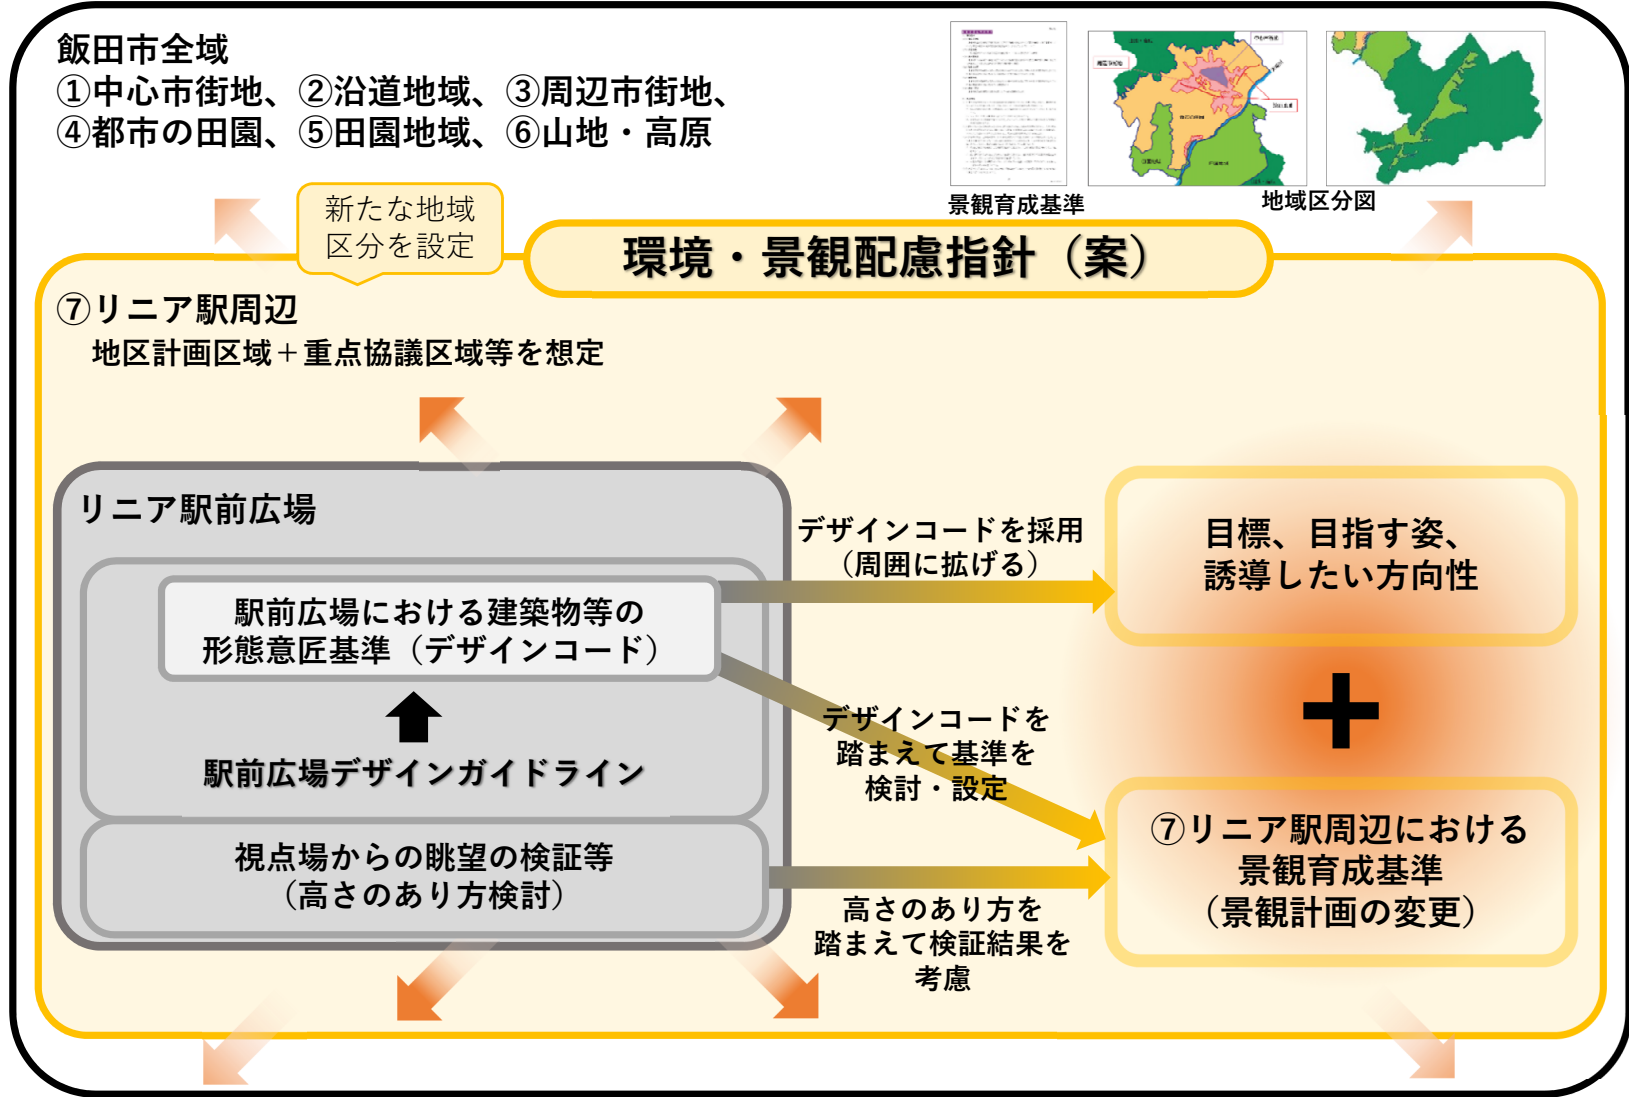 飯田市全域
①中心市街地、②沿道地域、③周辺市街地、
④都市の田園、⑤田園地域、⑥山地・高原
景観育成基準
地域区分図
新たな地域
区分を設定
環境・景観配慮指針（案）
⑦リニア駅周辺
地区計画区域＋重点協議区域等を想定
リニア駅前広場
駅前広場における建築物等の
形態意匠基準（デザインコード）
駅前広場デザインガイドライン
視点場からの眺望の検証等
（高さのあり方検討）
デザインコードを採用
（周囲に拡げる）
デザインコードを
踏まえて基準を
検討・設定
高さのあり方を
踏まえて検証結果を
考慮
目標、目指す姿、
誘導したい方向性
＋
⑦リニア駅周辺における
景観育成基準
（景観計画の変更）